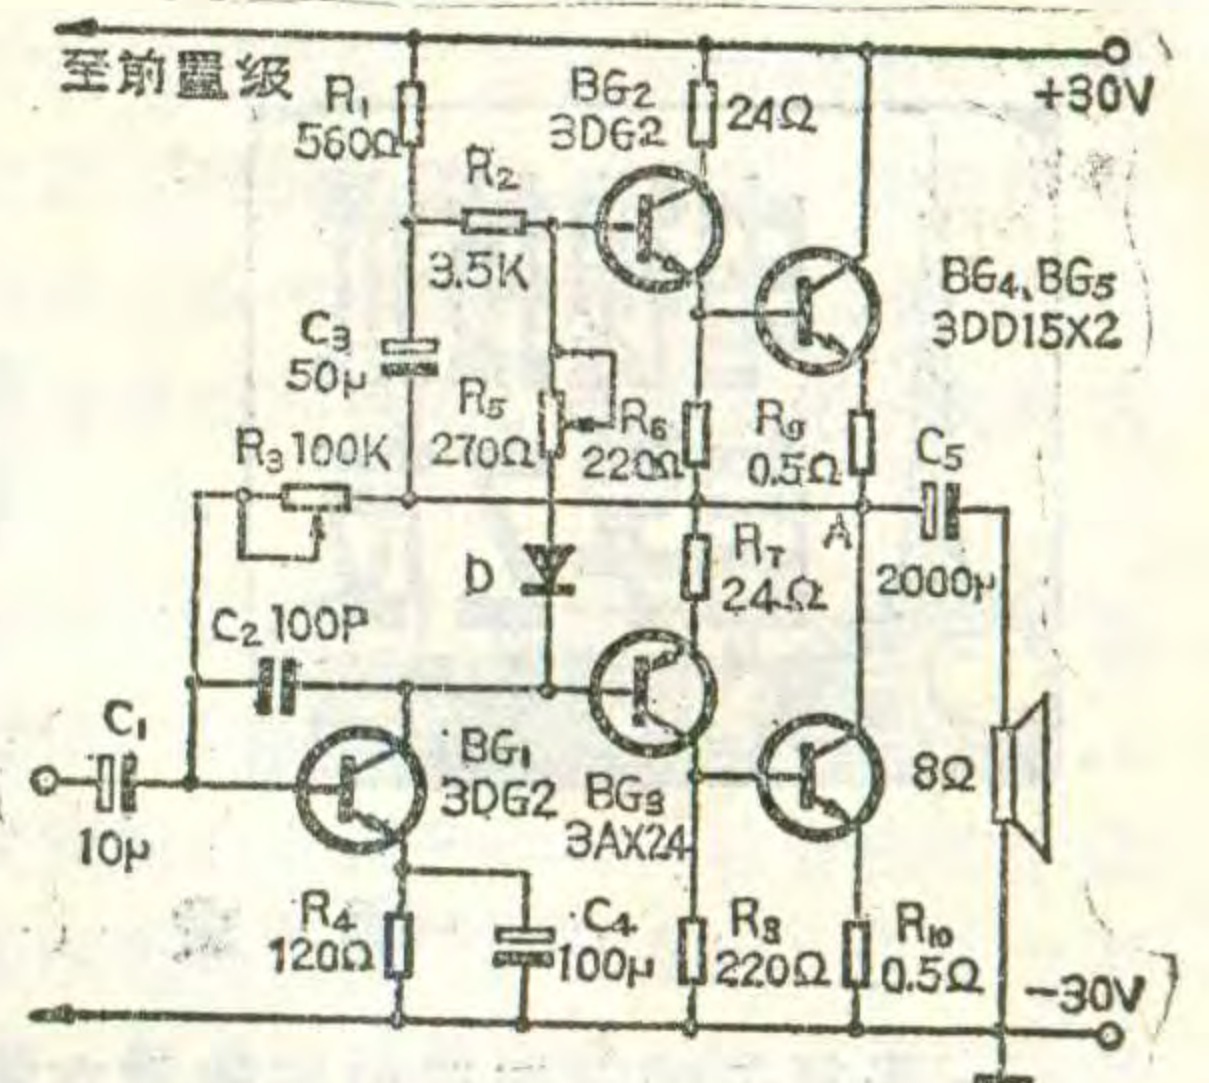 至前置级
+30V
R1
560Ω
BG2
3DG2
24Ω
R2
3.5K
BG4、BG5
3DD15X2
C3
50μ
R5
270Ω
R6
220Ω
R9
0.5Ω
C5
2000μ
R3 100K
A
D
R7
24Ω
C2 100P
C1
10μ
BG1
3DG2
BG3
3AX24
8Ω
R4
120Ω
C4
100μ
R8
220Ω
R10
0.5Ω
-30V